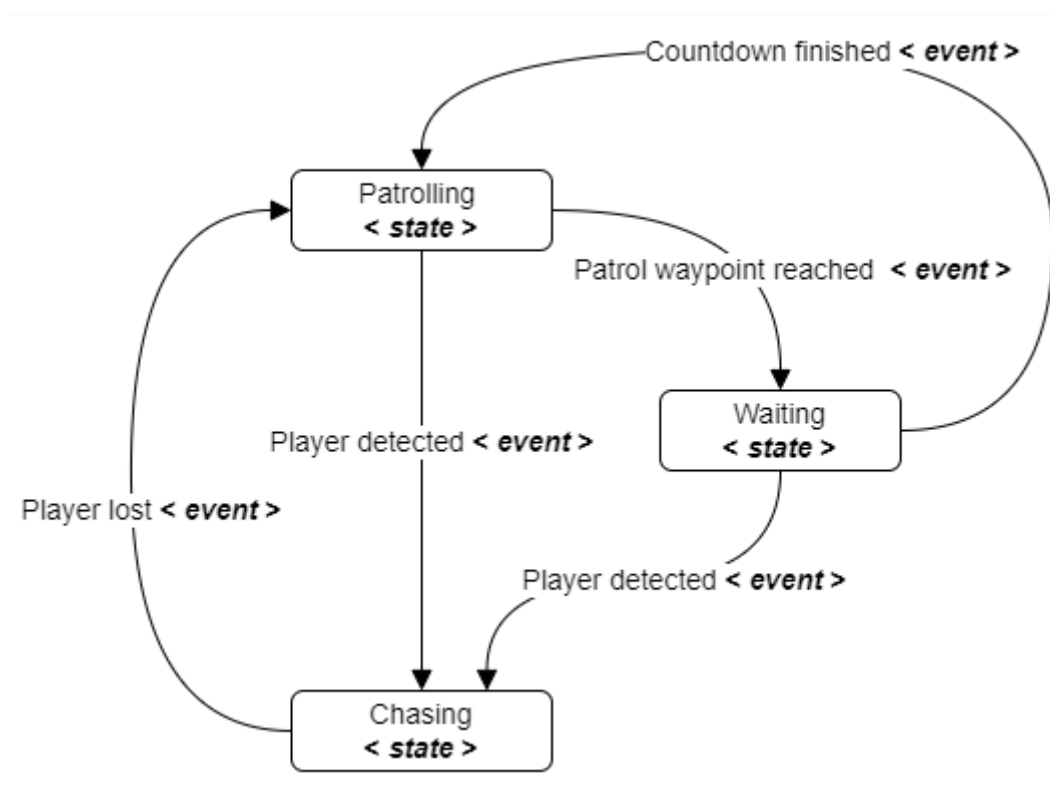 Countdown finished < event >
Patrolling
< state >
Patrol waypoint reached < event >
Waiting
< state >
Player detected < event >
Player lost < event >
Player detected < event >
Chasing
< state >